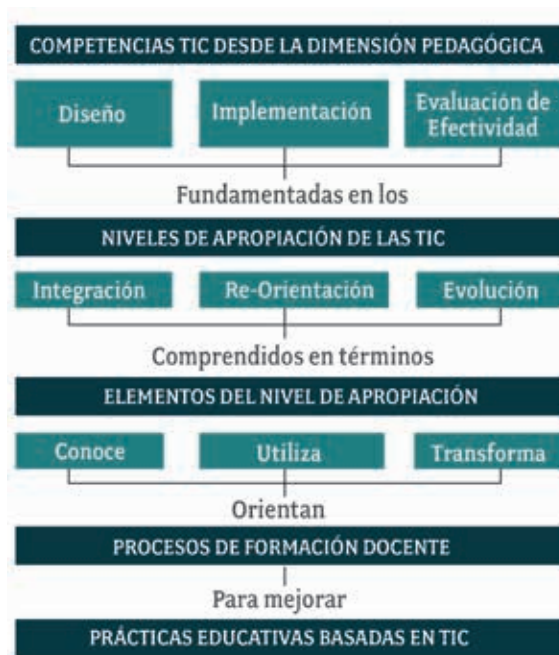 COMPETENCIAS TIC DESDE LA DIMENSIÓN PEDAGÓGICA
Diseño
Implementación
Evaluación de
Efectividad
Fundamentadas en los
NIVELES DE APROPIACIÓN DE LAS TIC
Integración
Re-Orientación
Evolución
Comprendidos en términos
ELEMENTOS DEL NIVEL DE APROPIACIÓN
Conoce
Utiliza
Transforma
Orientan
PROCESOS DE FORMACIÓN DOCENTE
Para mejorar
PRÁCTICAS EDUCATIVAS BASADAS EN TIC